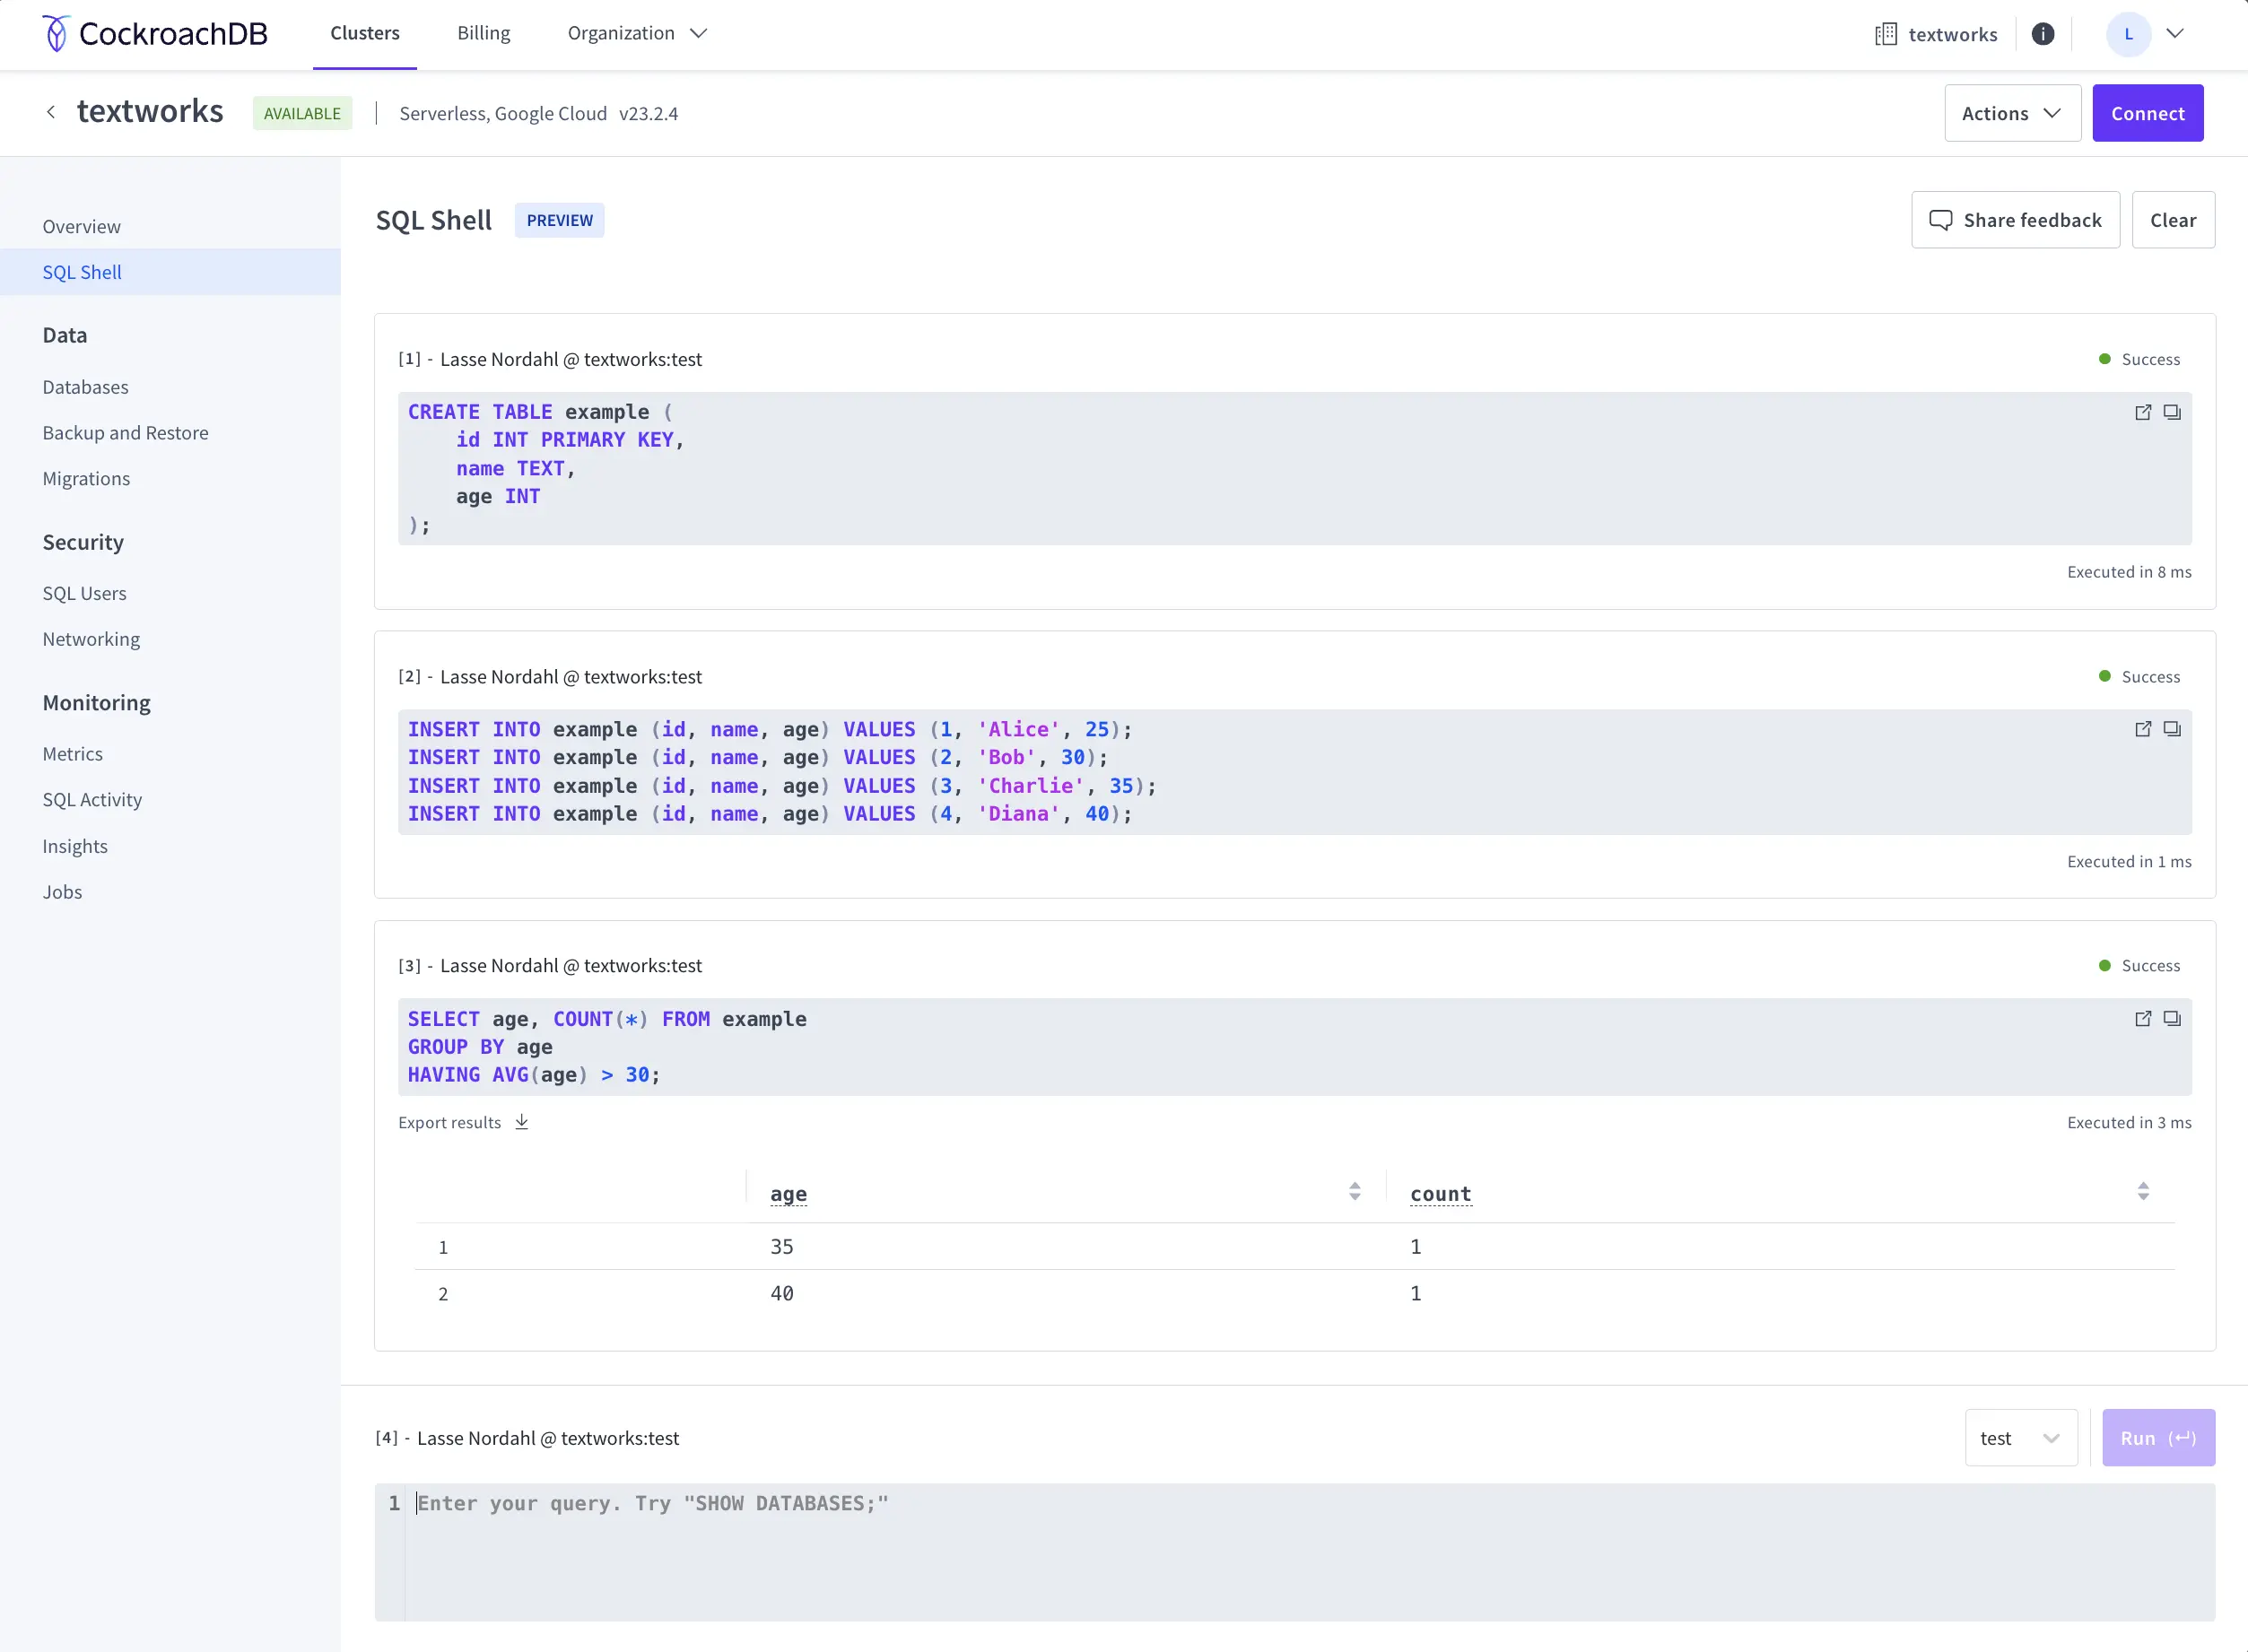 CockroachDB
Clusters
Billing
Organization
textworks
L
textworks
AVAILABLE
Serverless, Google Cloud v23.2.4
Actions
Connect
Overview
SQL Shell
Data
Databases
Backup and Restore
Migrations
Security
SQL Users
Networking
Monitoring
Metrics
SQL Activity
Insights
Jobs
SQL Shell
PREVIEW
Share feedback
Clear
[1] - Lasse Nordahl @ textworks:test
Success
CREATE TABLE example (
    id INT PRIMARY KEY,
    name TEXT,
    age INT
);
Executed in 8 ms
[2] - Lasse Nordahl @ textworks:test
Success
INSERT INTO example (id, name, age) VALUES (1, 'Alice', 25);
INSERT INTO example (id, name, age) VALUES (2, 'Bob', 30);
INSERT INTO example (id, name, age) VALUES (3, 'Charlie', 35);
INSERT INTO example (id, name, age) VALUES (4, 'Diana', 40);
Executed in 1 ms
[3] - Lasse Nordahl @ textworks:test
Success
SELECT age, COUNT(*) FROM example
GROUP BY age
HAVING AVG(age) > 30;
Export results
Executed in 3 ms
age count
1 35 1
2 40 1
[4] - Lasse Nordahl @ textworks:test
test
Run (↵)
1 Enter your query. Try "SHOW DATABASES;"